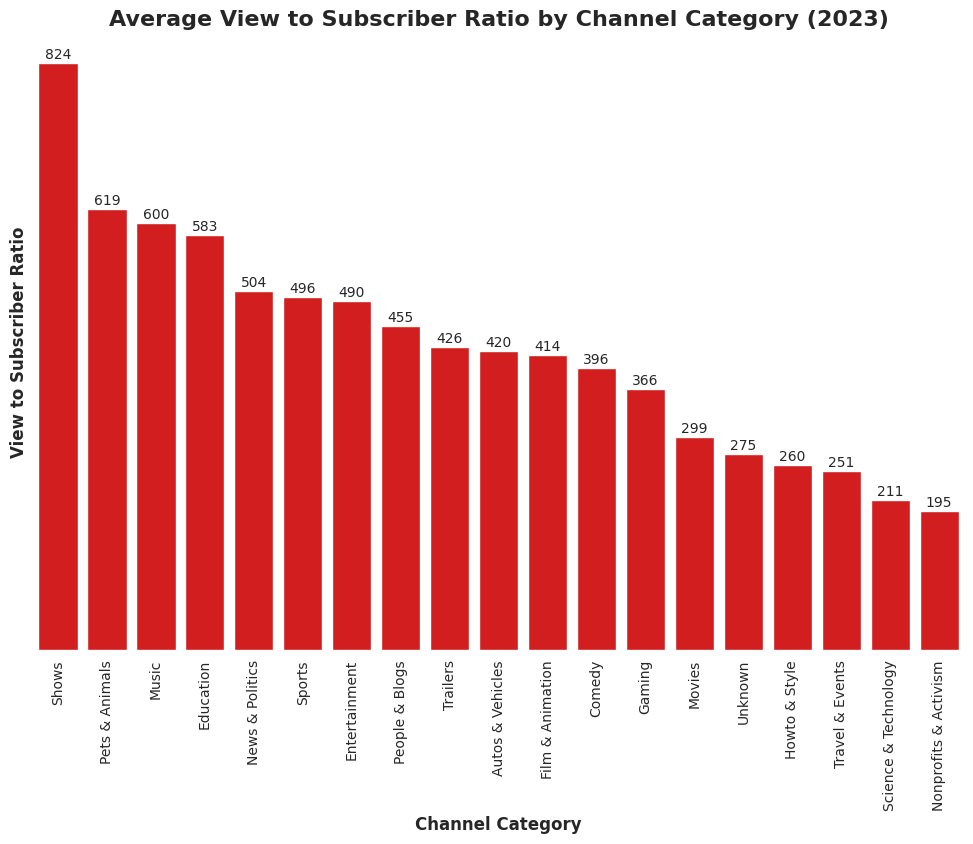 Average View to Subscriber Ratio by Channel Category (2023)
View to Subscriber Ratio
824
619
600
583
504
496
490
455
426
420
414
396
366
299
275
260
251
211
195
Shows
Pets & Animals
Music
Education
News & Politics
Sports
Entertainment
People & Blogs
Trailers
Autos & Vehicles
Film & Animation
Comedy
Gaming
Movies
Unknown
Howto & Style
Travel & Events
Science & Technology
Nonprofits & Activism
Channel Category